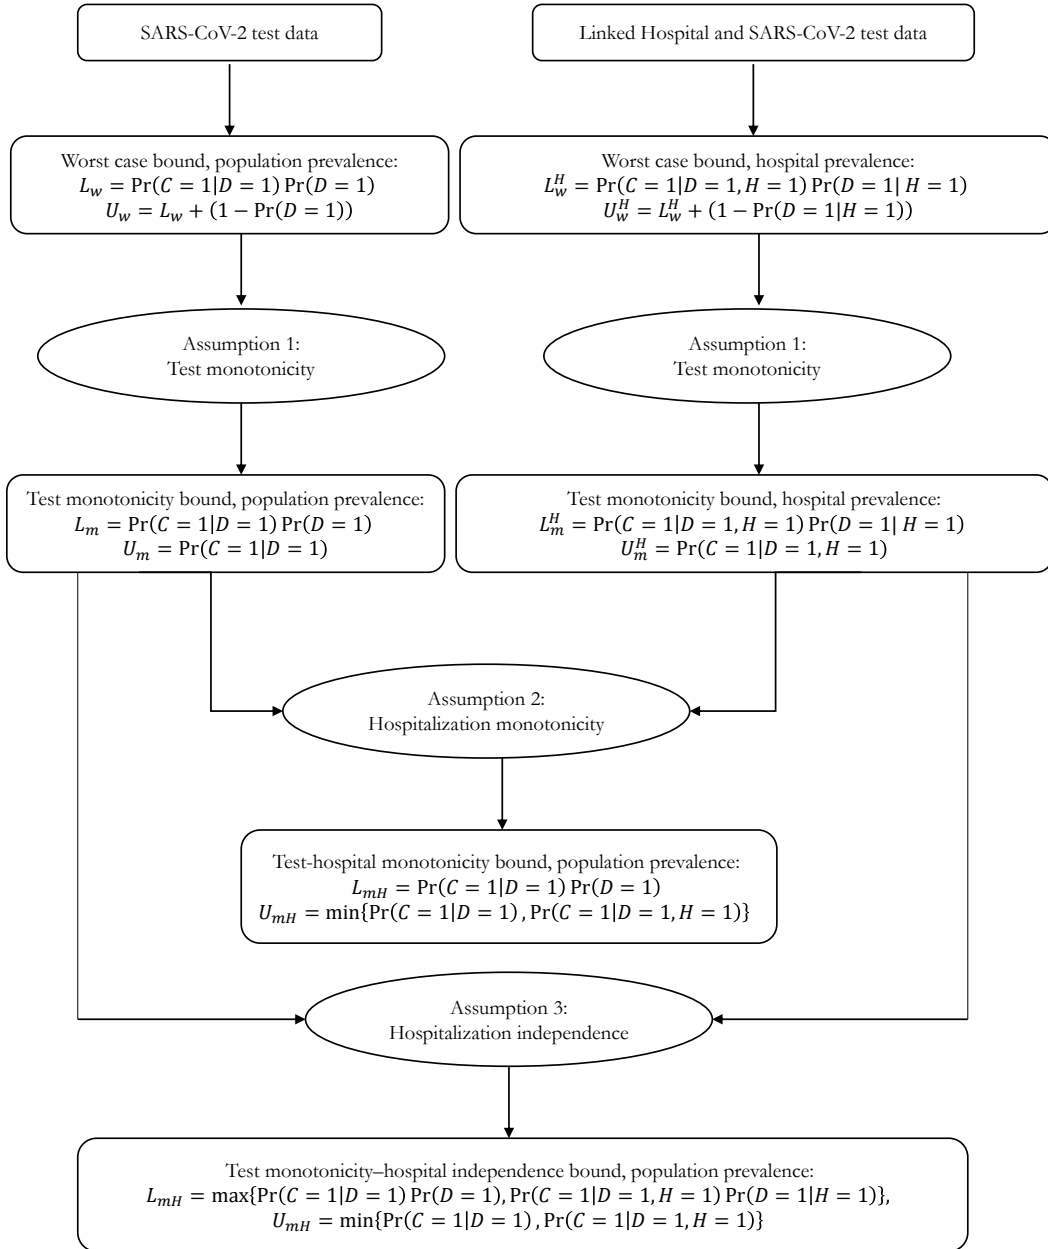 SARS-CoV-2 test data
Linked Hospital and SARS-CoV-2 test data
Worst case bound, population prevalence:
L_w = Pr(C = 1|D = 1) Pr(D = 1)
U_w = L_w + (1 − Pr(D = 1))
Worst case bound, hospital prevalence:
L_w^H = Pr(C = 1|D = 1, H = 1) Pr(D = 1| H = 1)
U_w^H = L_w^H + (1 − Pr(D = 1|H = 1))
Assumption 1:
Test monotonicity
Assumption 1:
Test monotonicity
Test monotonicity bound, population prevalence:
L_m = Pr(C = 1|D = 1) Pr(D = 1)
U_m = Pr(C = 1|D = 1)
Test monotonicity bound, hospital prevalence:
L_m^H = Pr(C = 1|D = 1, H = 1) Pr(D = 1| H = 1)
U_m^H = Pr(C = 1|D = 1, H = 1)
Assumption 2:
Hospitalization monotonicity
Test-hospital monotonicity bound, population prevalence:
L_mH = Pr(C = 1|D = 1) Pr(D = 1)
U_mH = min{Pr(C = 1|D = 1) , Pr(C = 1|D = 1, H = 1)}
Assumption 3:
Hospitalization independence
Test monotonicity–hospital independence bound, population prevalence:
L_mH = max{Pr(C = 1|D = 1) Pr(D = 1), Pr(C = 1|D = 1, H = 1) Pr(D = 1|H = 1)},
U_mH = min{Pr(C = 1|D = 1) , Pr(C = 1|D = 1, H = 1)}